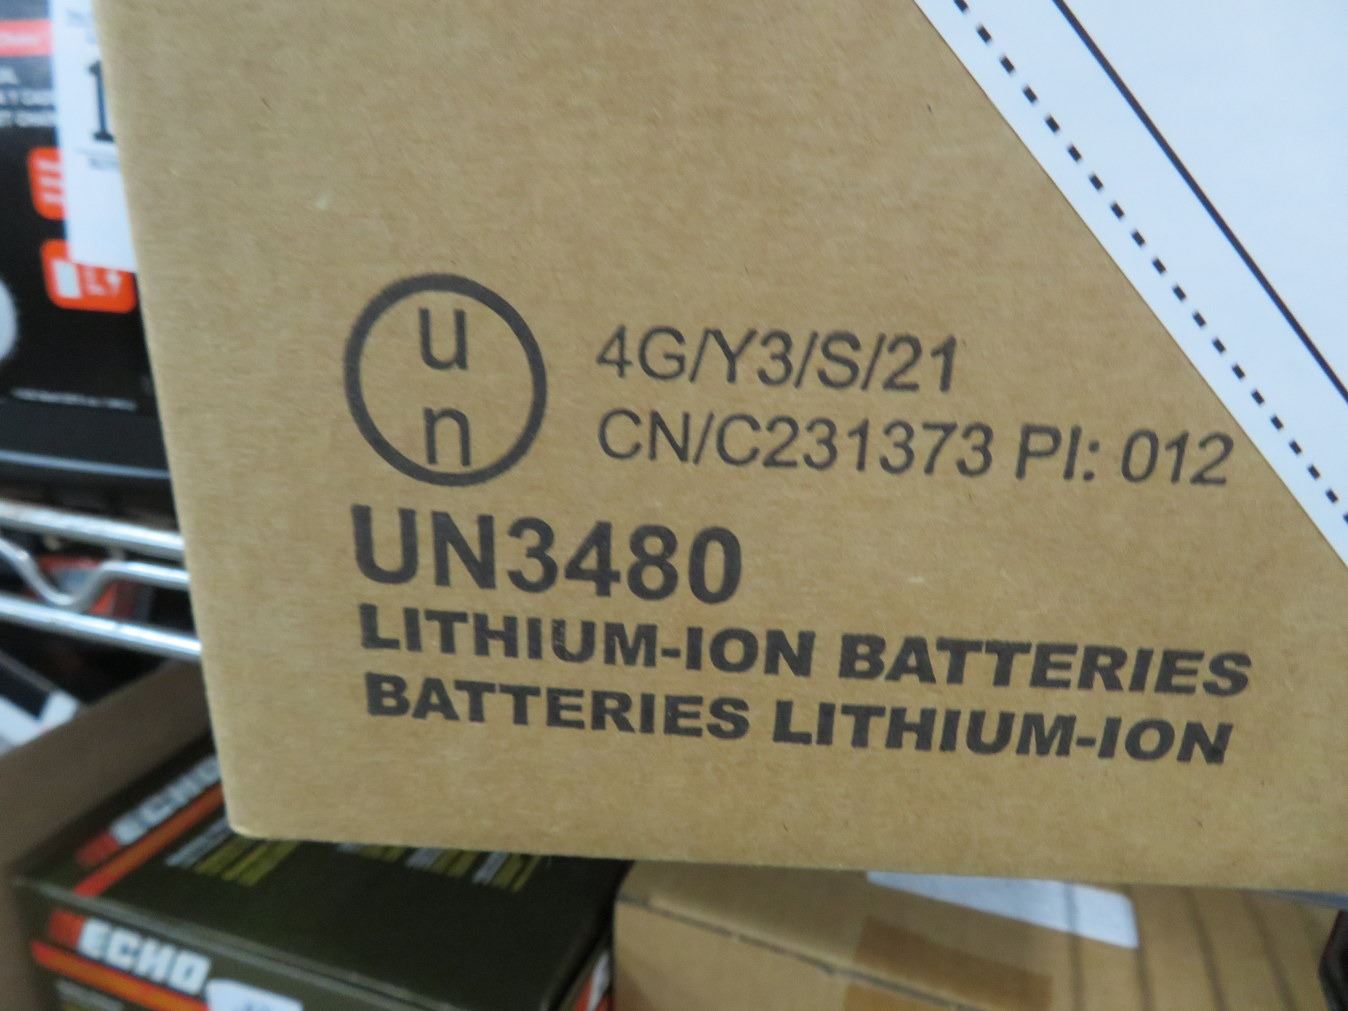 u
n
4G/Y3/S/21
CN/C231373 PI: 012
UN3480
LITHIUM-ION BATTERIES
BATTERIES LITHIUM-ION
ECHO
ECHO